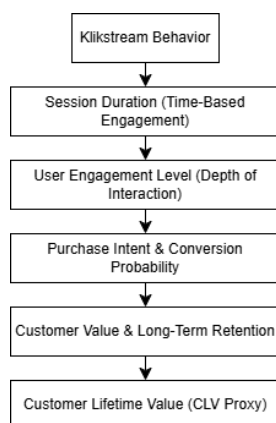 Klikstream Behavior
Session Duration (Time-Based
Engagement)
User Engagement Level (Depth of
Interaction)
Purchase Intent & Conversion
Probability
Customer Value & Long-Term Retention
Customer Lifetime Value (CLV Proxy)